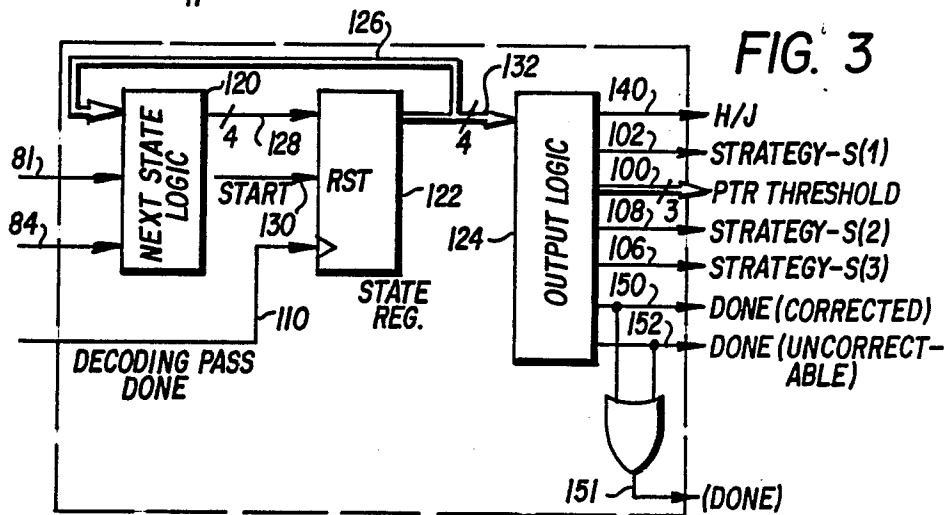 126
FIG. 3
120
132
140
H/J
81
NEXT STATE
LOGIC
4
128
4
102
STRATEGY-S(1)
START
RST
100
PTR THRESHOLD
3
130
122
124
OUTPUT LOGIC
108
STRATEGY-S(2)
84
106
STRATEGY-S(3)
STATE
REG.
150
DONE (CORRECTED)
110
152
DONE (UNCORRECT-
ABLE)
DECODING PASS
DONE
151
(DONE)